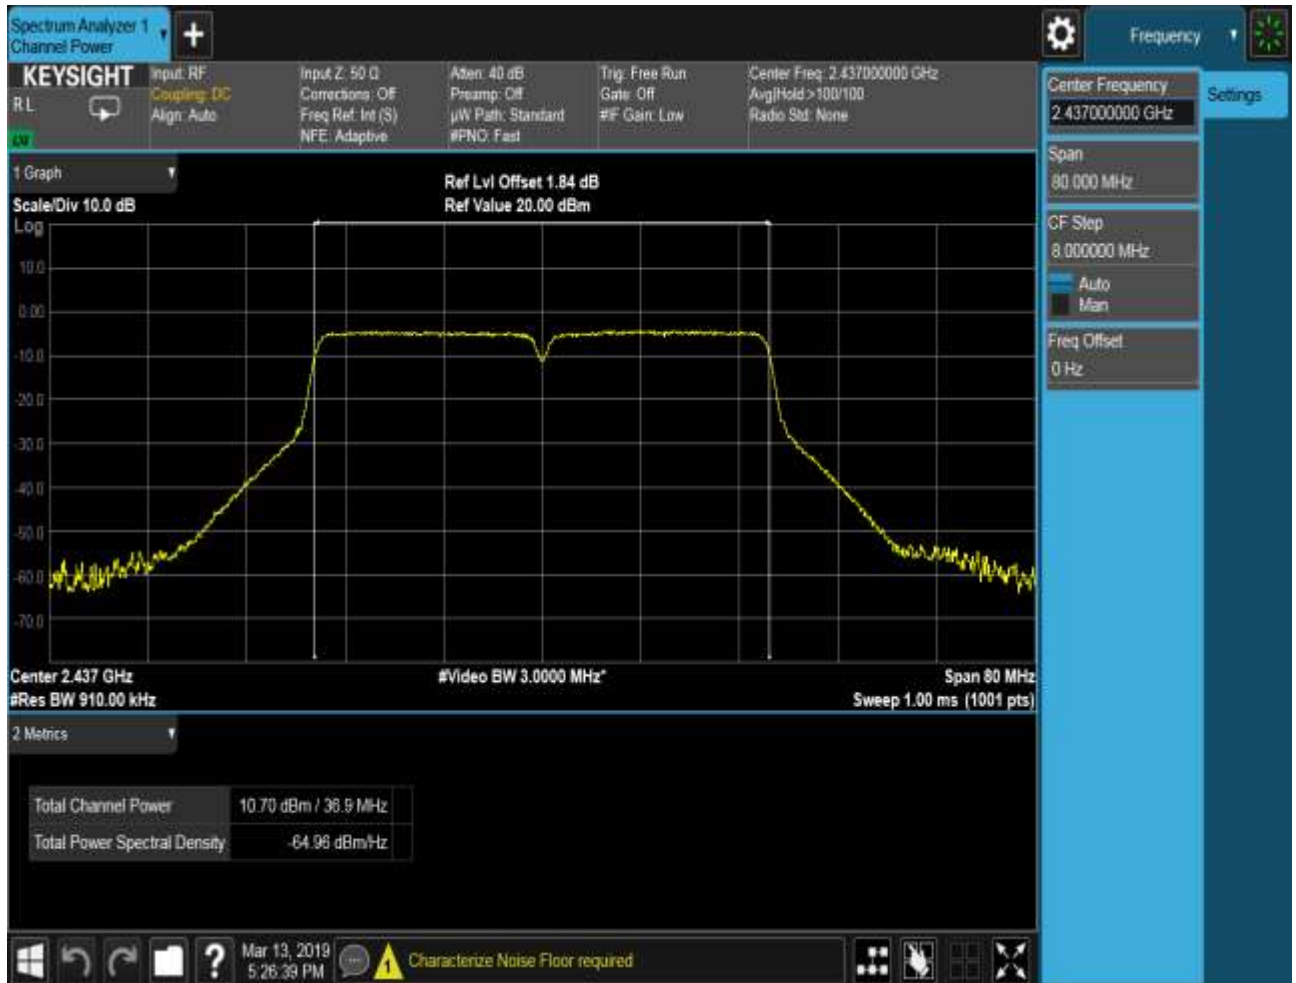 Spectrum Analyzer 1
Channel Power
+
Frequency
KEYSIGHT
R L
Input: RF
Coupling: DC
Align: Auto
Input Z: 50 Ω
Corrections: Off
Freq Ref: Int (S)
NFE: Adaptive
Atten: 40 dB
Preamp: Off
µW Path: Standard
#PNO: Fast
Trig: Free Run
Gate: Off
#IF Gain: Low
Center Freq: 2.437000000 GHz
Avg|Hold:>100/100
Radio Std: None
Center Frequency
2.437000000 GHz
Settings
Span
80.000 MHz
CF Step
8.000000 MHz
Auto
Man
Freq Offset
0 Hz
1 Graph
Scale/Div 10.0 dB
Ref Lvl Offset 1.84 dB
Ref Value 20.00 dBm
Log
10.0
0.00
-10.0
-20.0
-30.0
-40.0
-50.0
-60.0
-70.0
Center 2.437 GHz
#Video BW 3.0000 MHz*
Span 80 MHz
#Res BW 910.00 kHz
Sweep 1.00 ms (1001 pts)
2 Metrics
Total Channel Power 10.70 dBm / 36.9 MHz
Total Power Spectral Density -64.96 dBm/Hz
?
Mar 13, 2019
5:26:39 PM
1
Characterize Noise Floor required